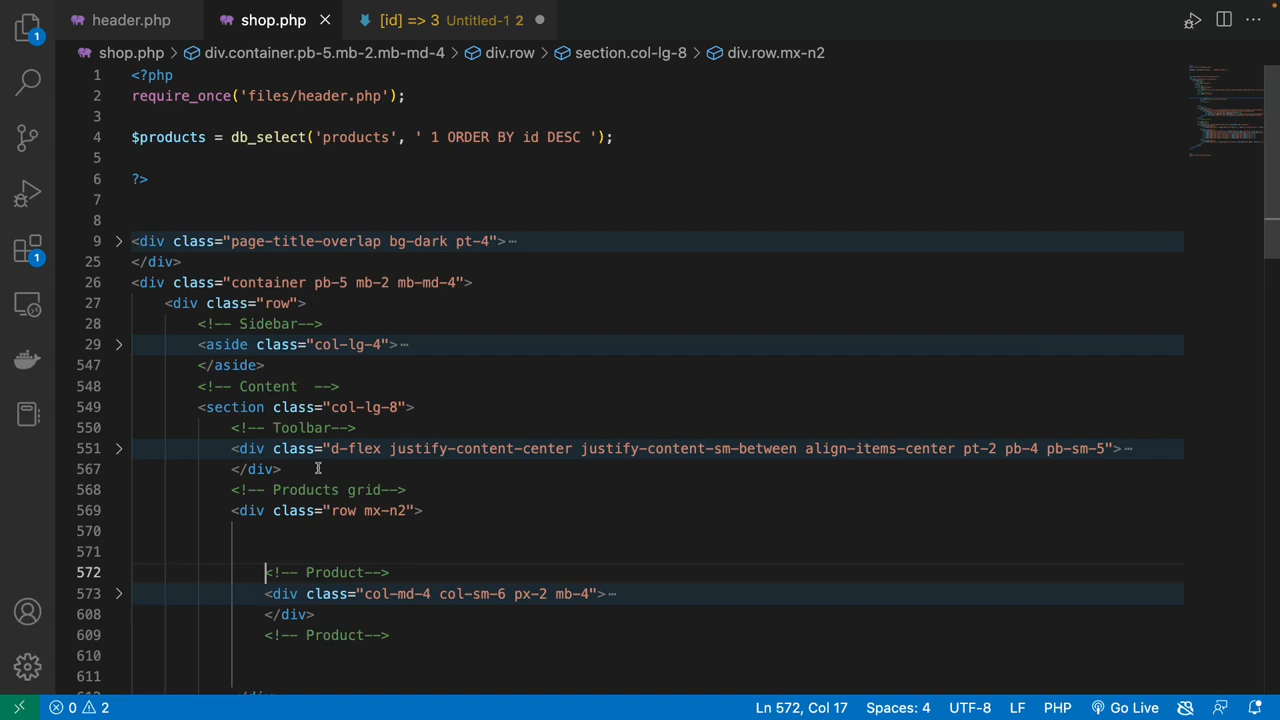 header.php shop.php [id] => 3 Untitled-1 2
shop.php > div.container.pb-5.mb-2.mb-md-4 > div.row > section.col-lg-8 > div.row.mx-n2
1 <?php
2 require_once('files/header.php');
3
4 $products = db_select('products', ' 1 ORDER BY id DESC ');
5
6 ?>
7
8
9 <div class="page-title-overlap bg-dark pt-4">…
25 </div>
26 <div class="container pb-5 mb-2 mb-md-4">
27 <div class="row">
28 <!-- Sidebar-->
29 <aside class="col-lg-4">…
547 </aside>
548 <!-- Content  -->
549 <section class="col-lg-8">
550 <!-- Toolbar-->
551 <div class="d-flex justify-content-center justify-content-sm-between align-items-center pt-2 pb-4 pb-sm-5">…
567 </div>
568 <!-- Products grid-->
569 <div class="row mx-n2">
570
571
572 <!-- Product-->
573 <div class="col-md-4 col-sm-6 px-2 mb-4">…
608 </div>
609 <!-- Product-->
610
611
1
1
0 2 Ln 572, Col 17 Spaces: 4 UTF-8 LF PHP Go Live